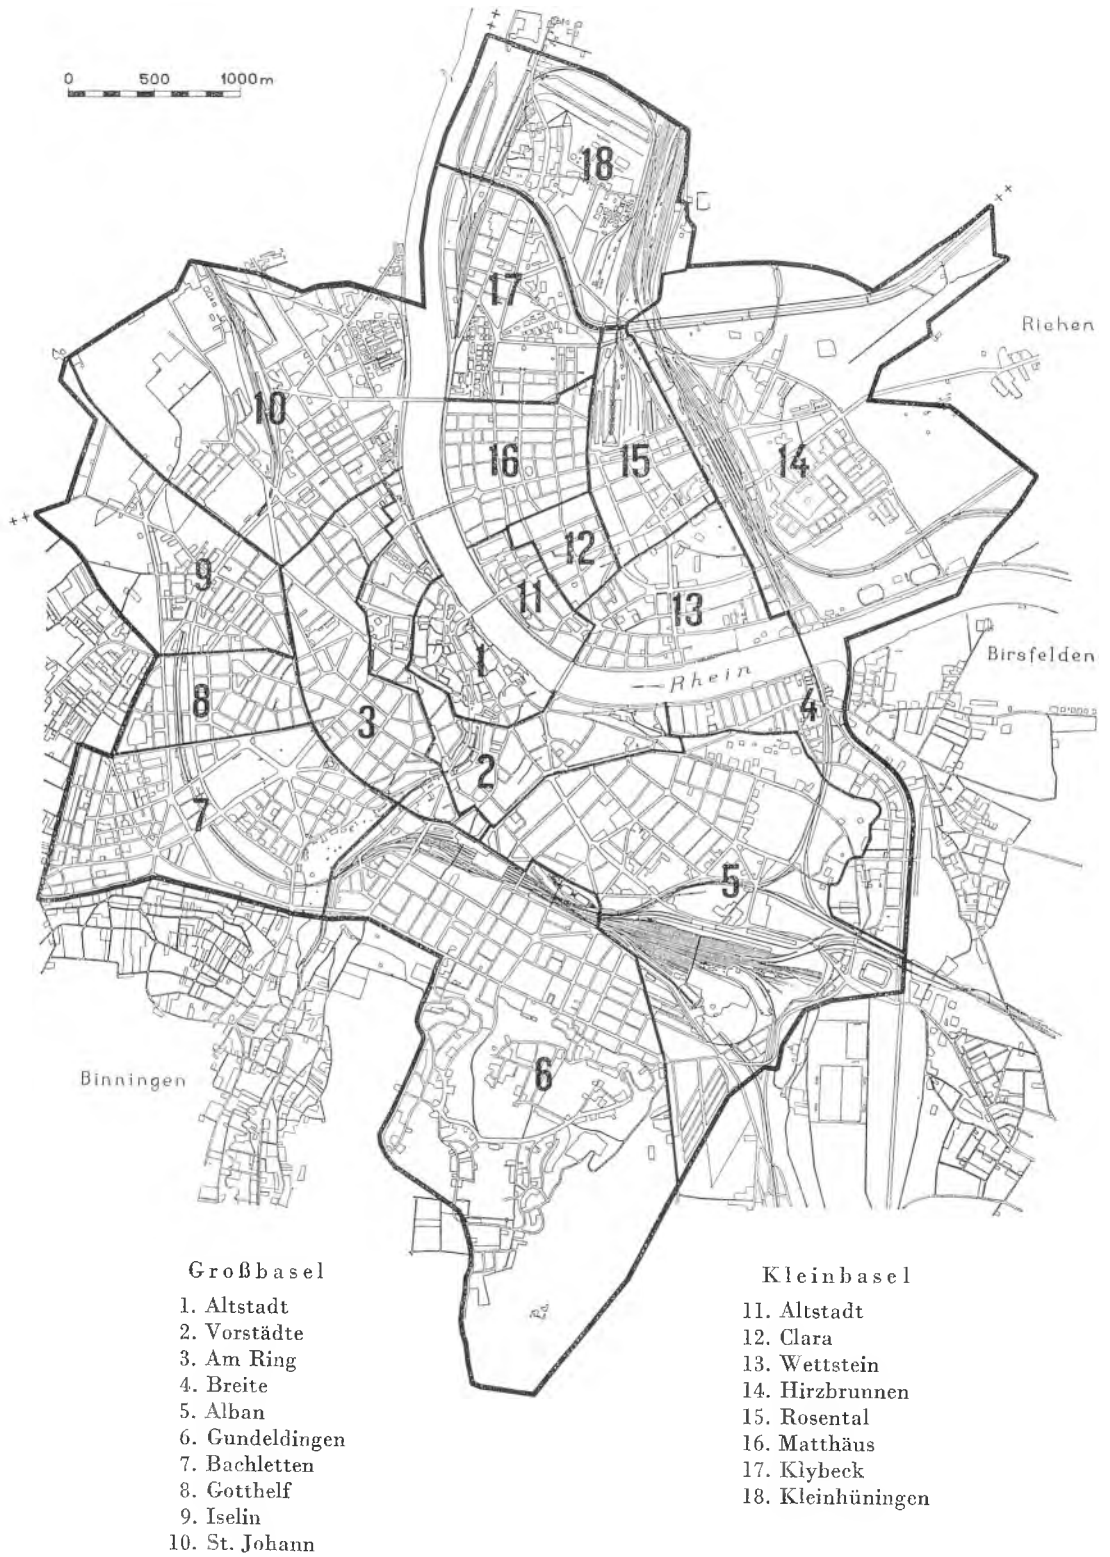 0 500 1000 m
18
17
Riehen
10
16
15
14
12
9
11
13
1
Rhein
Birsfelden
8
4
3
2
7
5
6
Binningen
Großbasel
1. Altstadt
2. Vorstädte
3. Am Ring
4. Breite
5. Alban
6. Gundeldingen
7. Bachletten
8. Gotthelf
9. Iselin
10. St. Johann
Kleinbasel
11. Altstadt
12. Clara
13. Wettstein
14. Hirzbrunnen
15. Rosental
16. Matthäus
17. Klybeck
18. Kleinhüningen